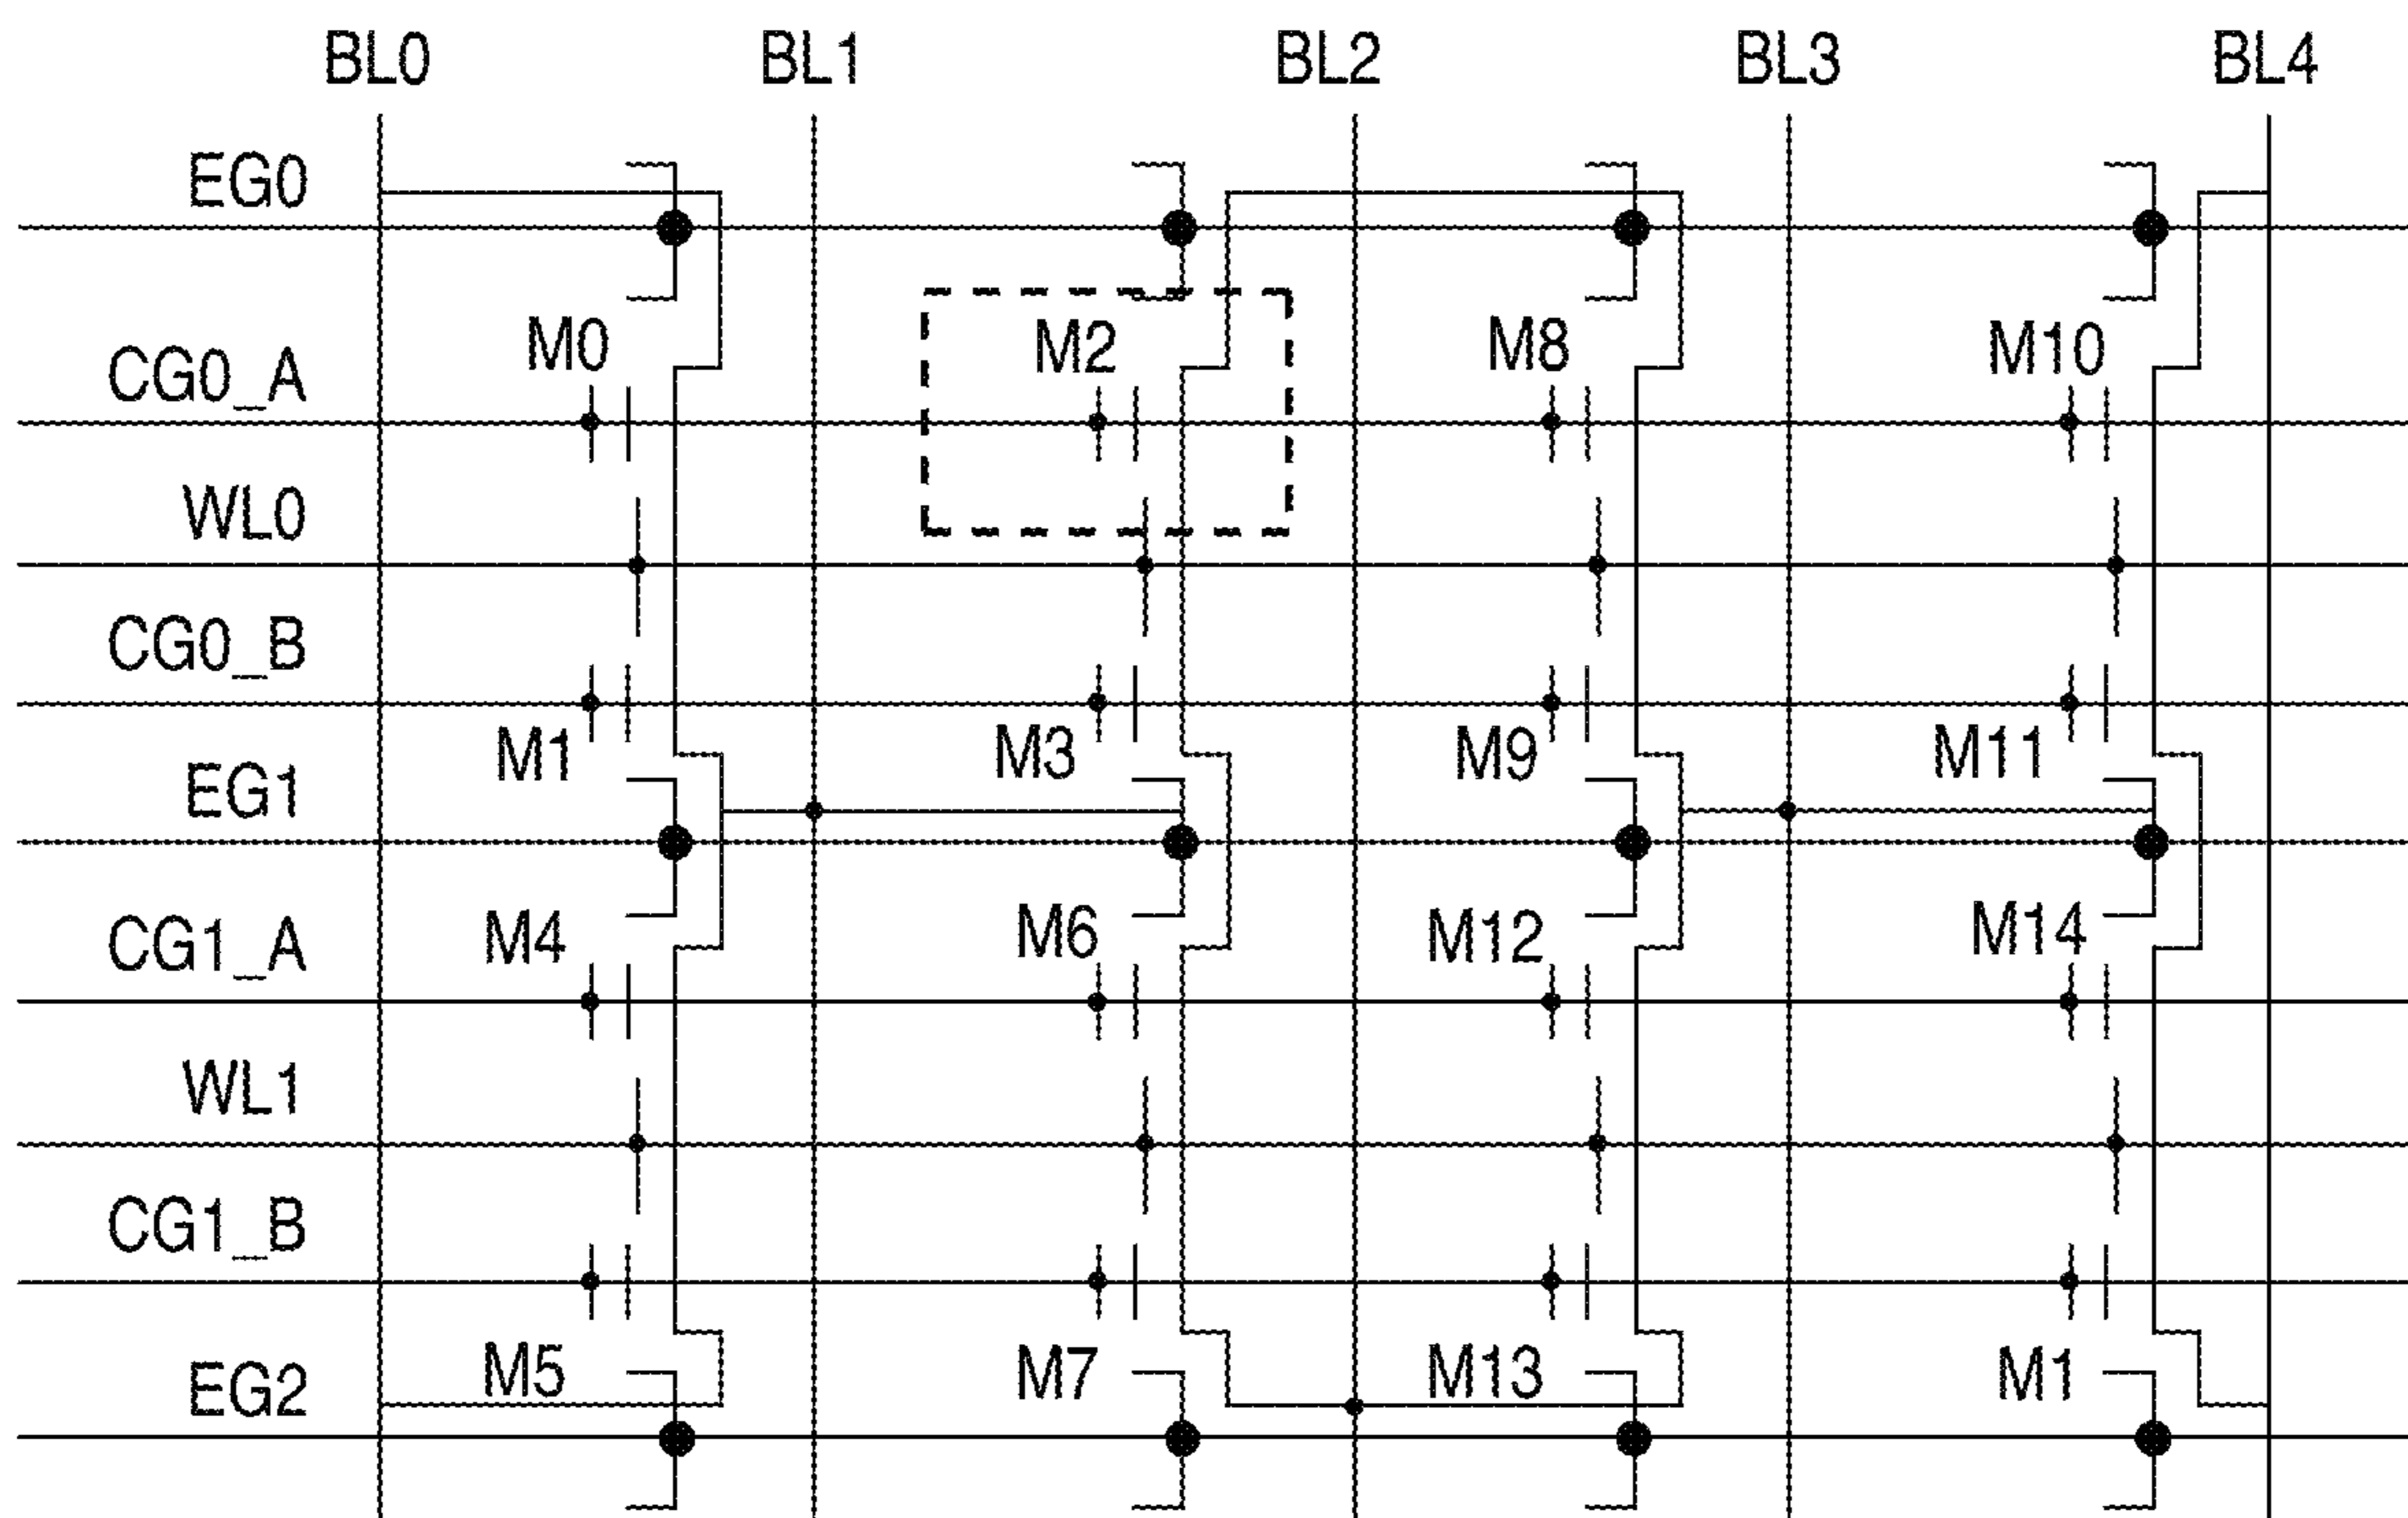 BL0 BL1 BL2 BL3 BL4
EG0
M0 M2 M8 M10
CG0_A
WL0
CG0_B
M1 M3 M9 M11
EG1
M4 M6 M12 M14
CG1_A
WL1
CG1_B
M5 M7 M13 M1
EG2